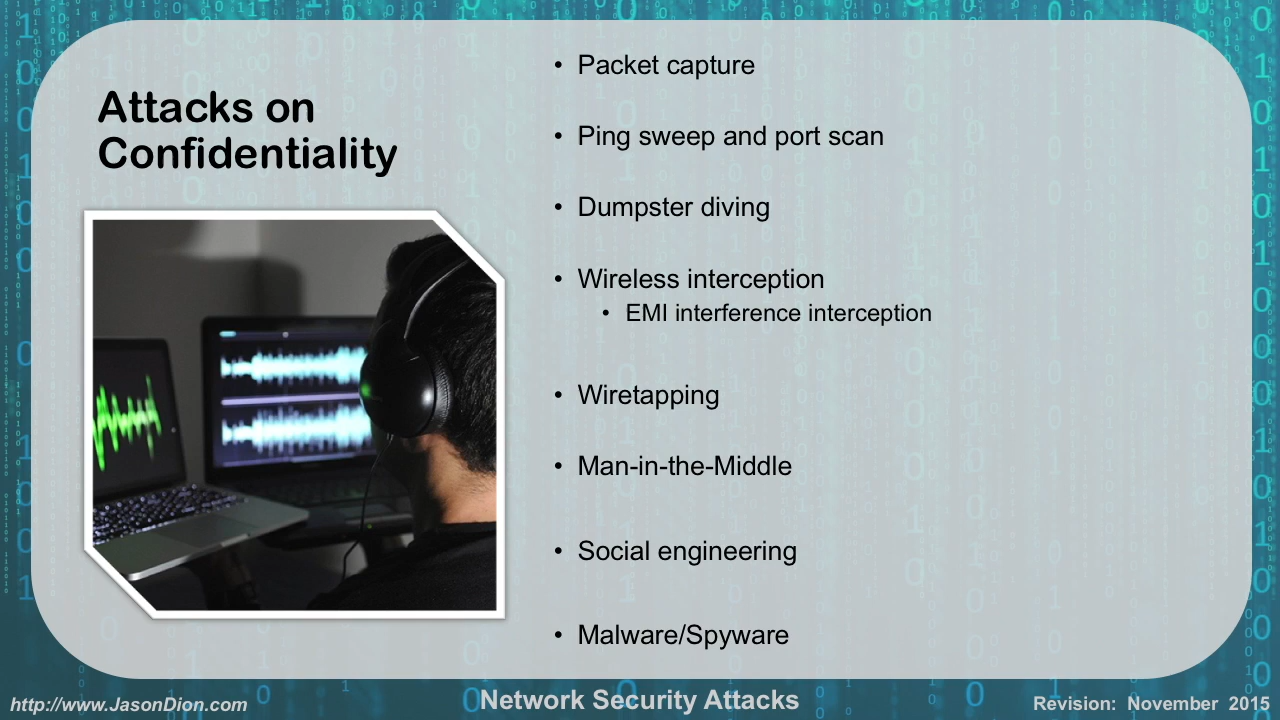 Attacks on
Confidentiality
• Packet capture
• Ping sweep and port scan
• Dumpster diving
• Wireless interception
• EMI interference interception
• Wiretapping
• Man-in-the-Middle
• Social engineering
• Malware/Spyware
http://www.JasonDion.com
Network Security Attacks
Revision: November 2015